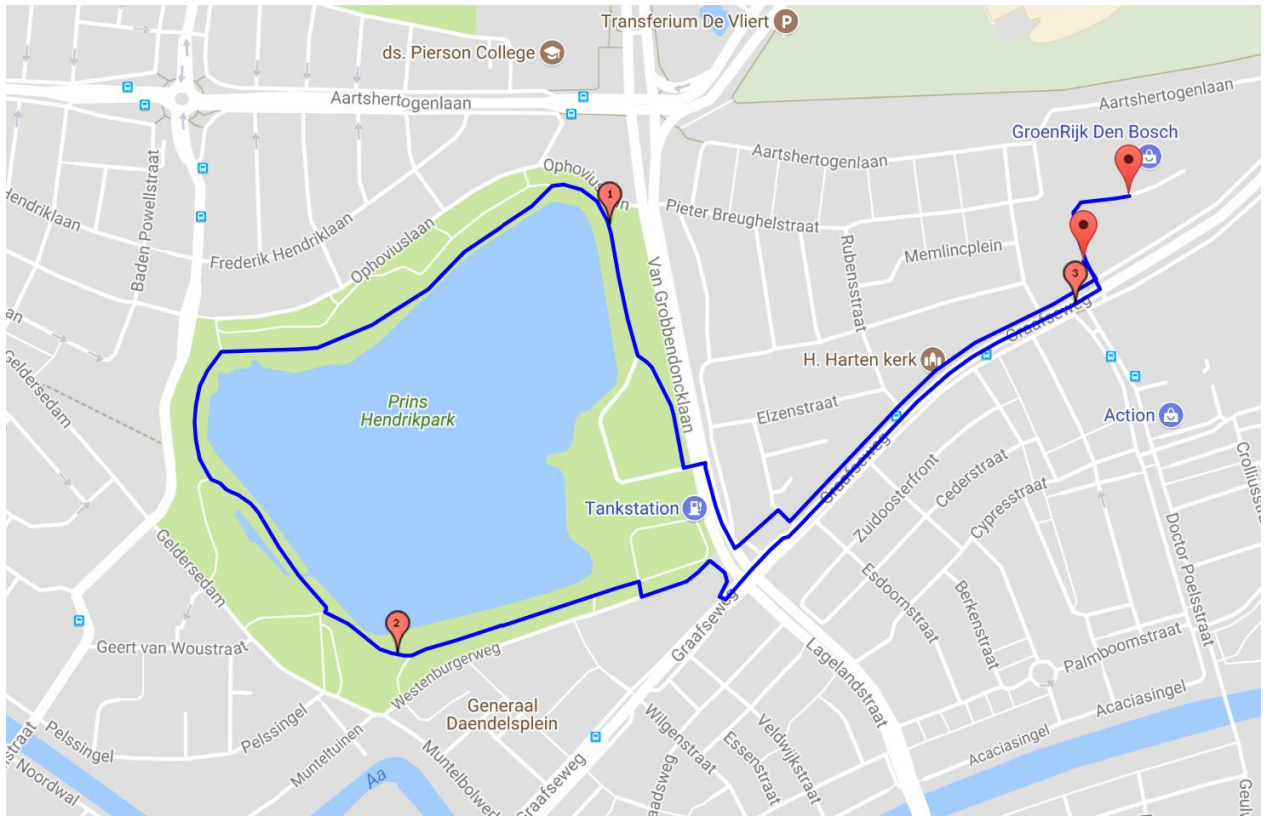 Transferium De Vliert
P
ds. Pierson College
Aartshertogenlaan
Aartshertogenlaan
GroenRijk Den Bosch
Aartshertogenlaan
Baden Powellstraat
Ophoviuslaan
1
Pieter Breughelstraat
Hendriklaan
Frederik Hendriklaan
Ophoviuslaan
Rubensstraat
Memlincplein
Van Grobbendoncklaan
3
Graafseweg
H. Harten kerk
Geldersedam
Prins
Hendrikpark
Elzenstraat
Action
Graafseweg
Zuidoosterfront
Cederstraat
Cypresstraat
Tankstation
Doctor Poelsstraat
Geldersedam
Esdoornstraat
Berkenstraat
2
Graafseweg
Geert van Woustraat
Westenburgerweg
Palmboomstraat
Lagelandstraat
Acaciasingel
Pelssingel
Pelssingel
Generaal
Daendelsplein
Wilgenstraat
Veldwijkstraat
Essenstraat
Acaciasingel
Munteltuinen
Muntelbolwerk
Aa
Graafseweg
Noordwal